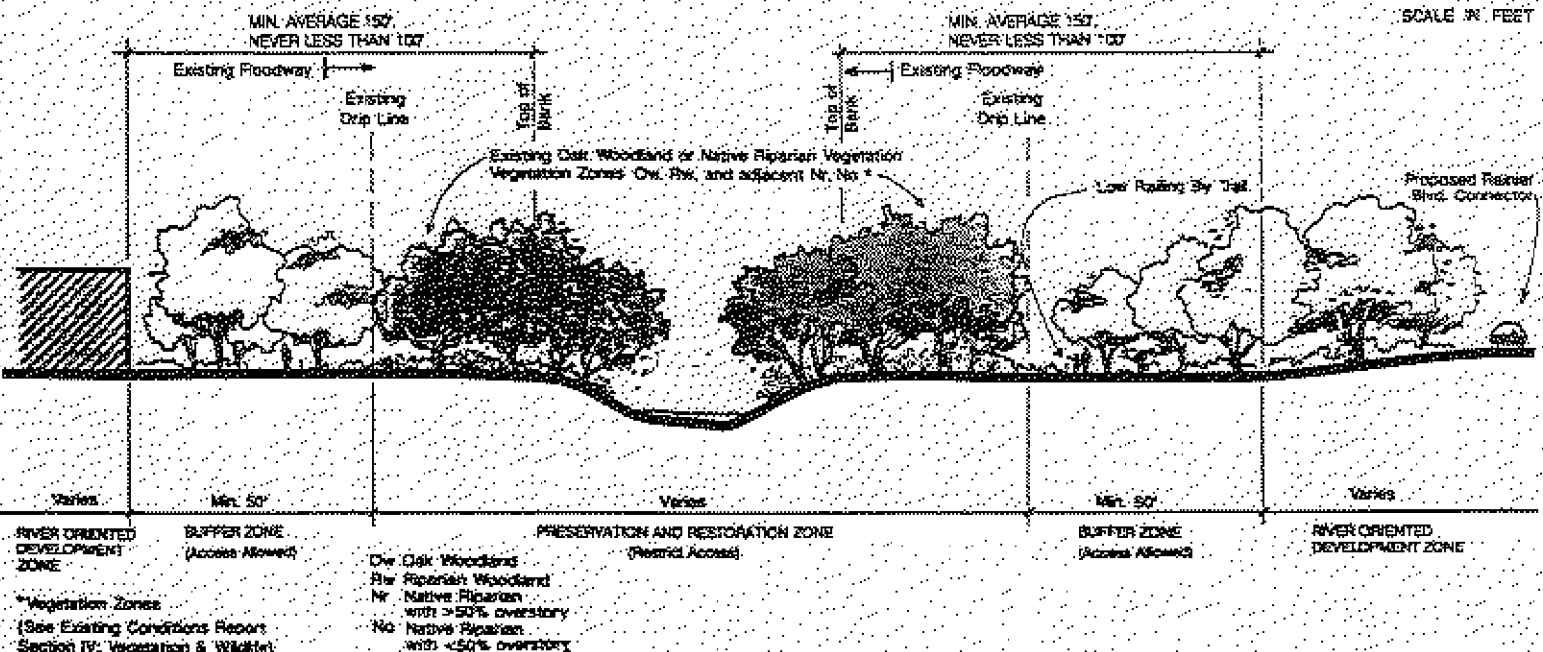 SCALE IN FEET
MIN. AVERAGE 150',
NEVER LESS THAN 100'
MIN. AVERAGE 150',
NEVER LESS THAN 100'
Existing Floodway
Existing Floodway
Existing
Drip Line
Top of
Bank
Top of
Bank
Existing
Drip Line
Existing Oak Woodland or Native Riparian Vegetation
Vegetation Zones Ow, Rw, and adjacent Nr, No *
Low Railing By Trail
Proposed Rainier
Blvd. Connector
Varies
Min. 50'
Varies
Min. 50'
Varies
RIVER ORIENTED
DEVELOPMENT
ZONE
BUFFER ZONE
(Access Allowed)
PRESERVATION AND RESTORATION ZONE
(Restrict Access)
BUFFER ZONE
(Access Allowed)
RIVER ORIENTED
DEVELOPMENT ZONE
*Vegetation Zones
(See Existing Conditions Report
Section IV: Vegetation & Wildlife)
Ow Oak Woodland
Rw Riparian Woodland
Nr Native Riparian
with >50% overstory
No Native Riparian
with <50% overstory